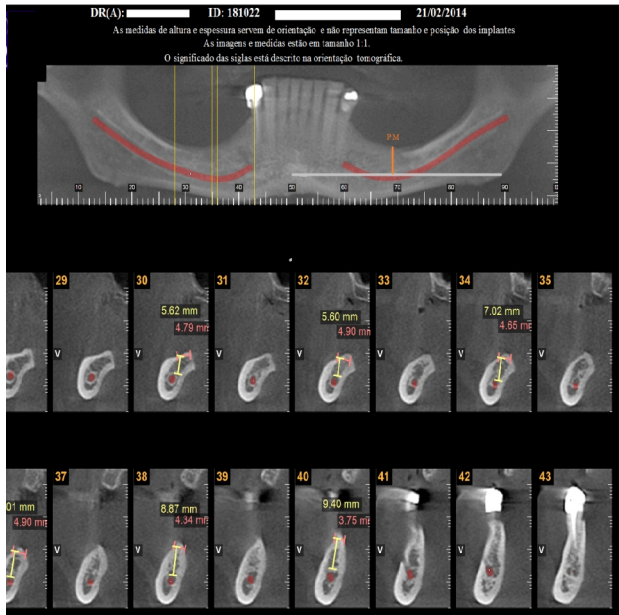 DR(A): ID: 181022 21/02/2014
As medidas de altura e espessura servem de orientação e não representam tamanho e posição dos implantes
As imagens e medidas estão em tamanho 1:1.
O significado das siglas está descrito na orientação tomográfica.
PM
10 20 30 40 50 60 70 80 90 100
29 30 31 32 33 34 35
5.62 mm 5.60 mm 7.02 mm
4.79 mm 4.90 mm 4.65 mm
V V V V V V V
37 38 39 40 41 42 43
01 mm 8.87 mm 9.40 mm
4.90 mm 4.34 mm 3.75 mm
V V V V V V V